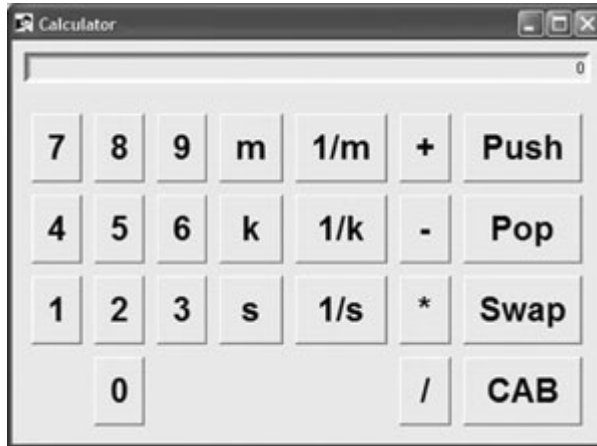 Calculator
0
7 8 9 m 1/m + Push
4 5 6 k 1/k - Pop
1 2 3 s 1/s * Swap
0 / CAB